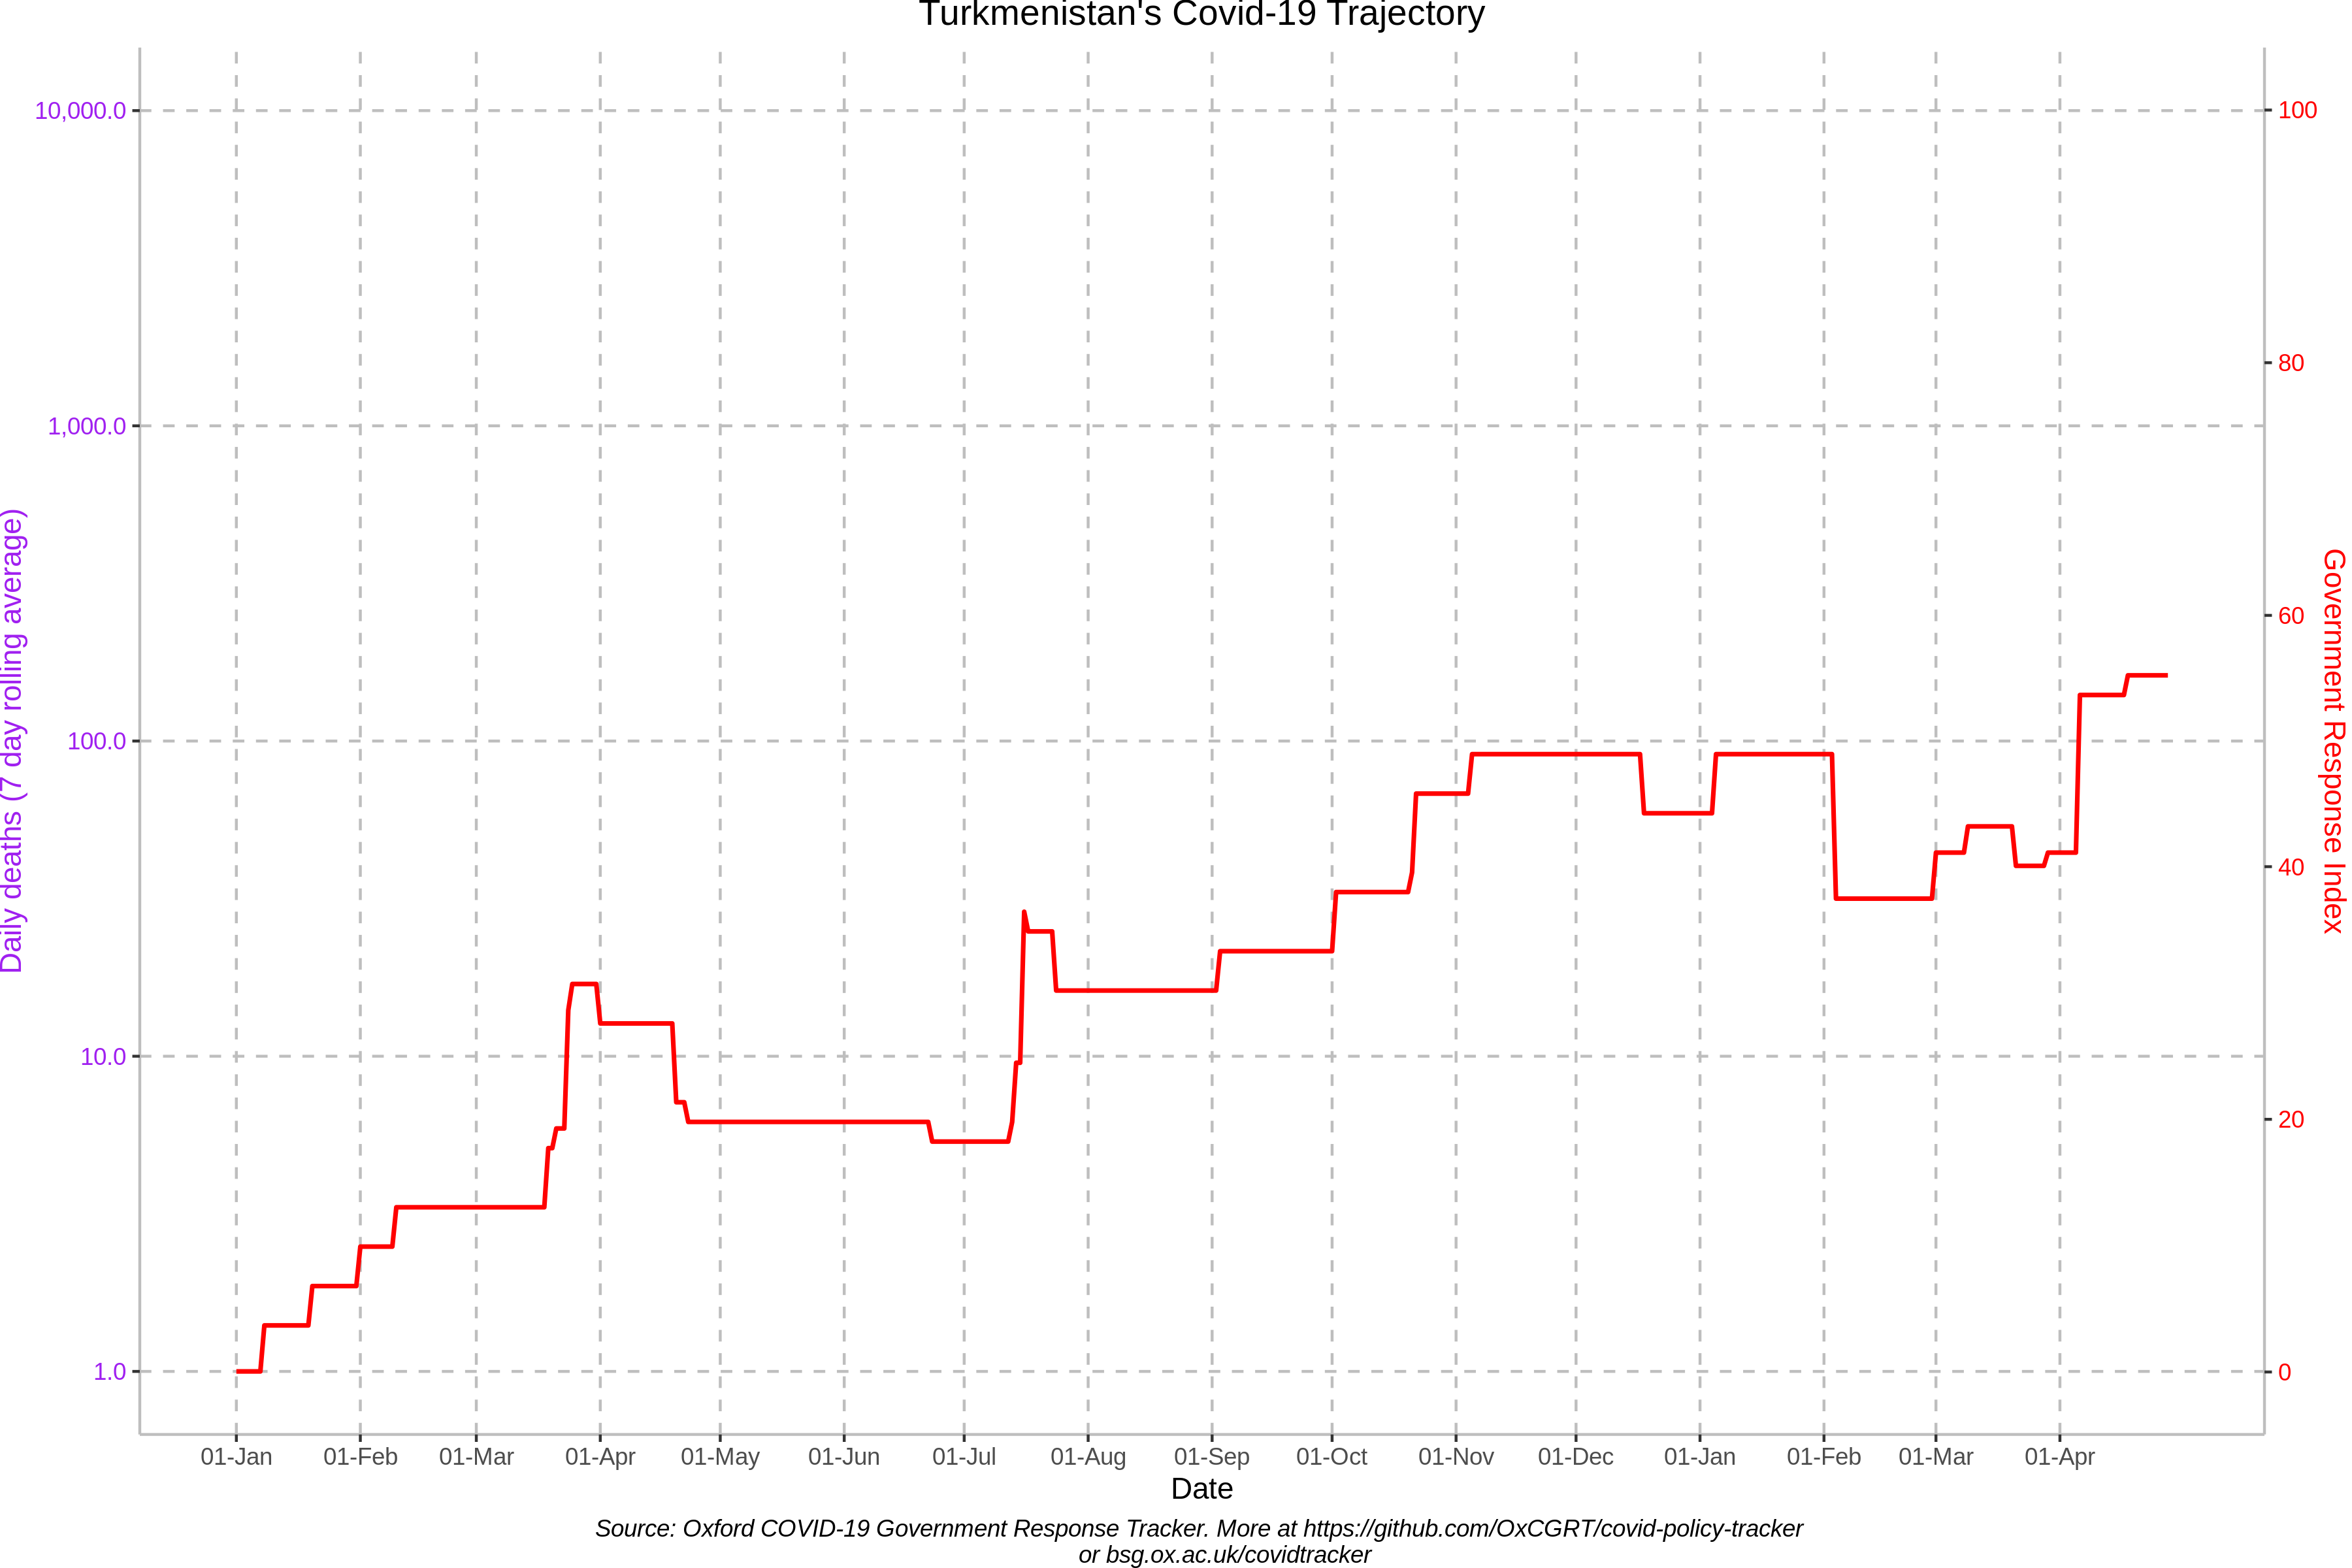 Turkmenistan's Covid-19 Trajectory
10,000.0
1,000.0
100.0
10.0
1.0
Daily deaths (7 day rolling average)
100
80
60
40
20
0
Government Response Index
01-Jan 01-Feb 01-Mar 01-Apr 01-May 01-Jun 01-Jul 01-Aug 01-Sep 01-Oct 01-Nov 01-Dec 01-Jan 01-Feb 01-Mar 01-Apr
Date
Source: Oxford COVID-19 Government Response Tracker. More at https://github.com/OxCGRT/covid-policy-tracker
or bsg.ox.ac.uk/covidtracker